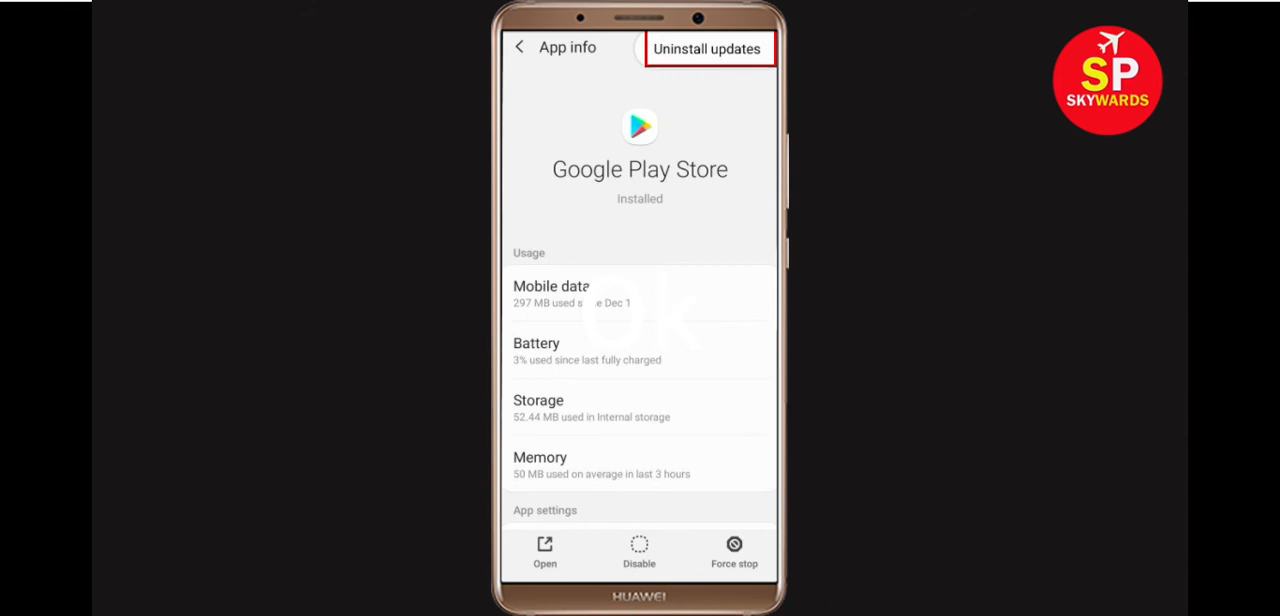 App info
Uninstall updates
SP
SKYWARDS
Google Play Store
Installed
Usage
Mobile data
297 MB used s e Dec 1
Ok
Battery
3% used since last fully charged
Storage
52.44 MB used in Internal storage
Memory
50 MB used on average in last 3 hours
App settings
Open
Disable
Force stop
HUAWEI